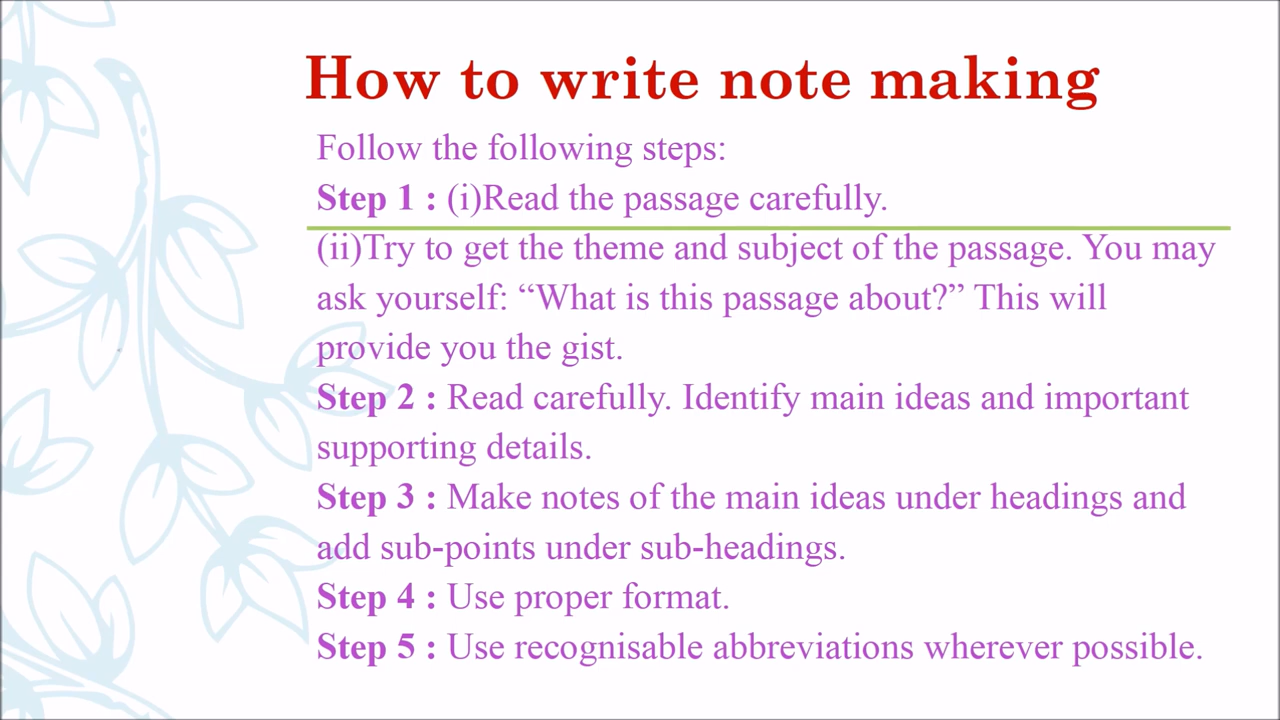 How to write note making
Follow the following steps:
Step 1 : (i)Read the passage carefully.
(ii)Try to get the theme and subject of the passage. You may
ask yourself: “What is this passage about?” This will
provide you the gist.
Step 2 : Read carefully. Identify main ideas and important
supporting details.
Step 3 : Make notes of the main ideas under headings and
add sub-points under sub-headings.
Step 4 : Use proper format.
Step 5 : Use recognisable abbreviations wherever possible.